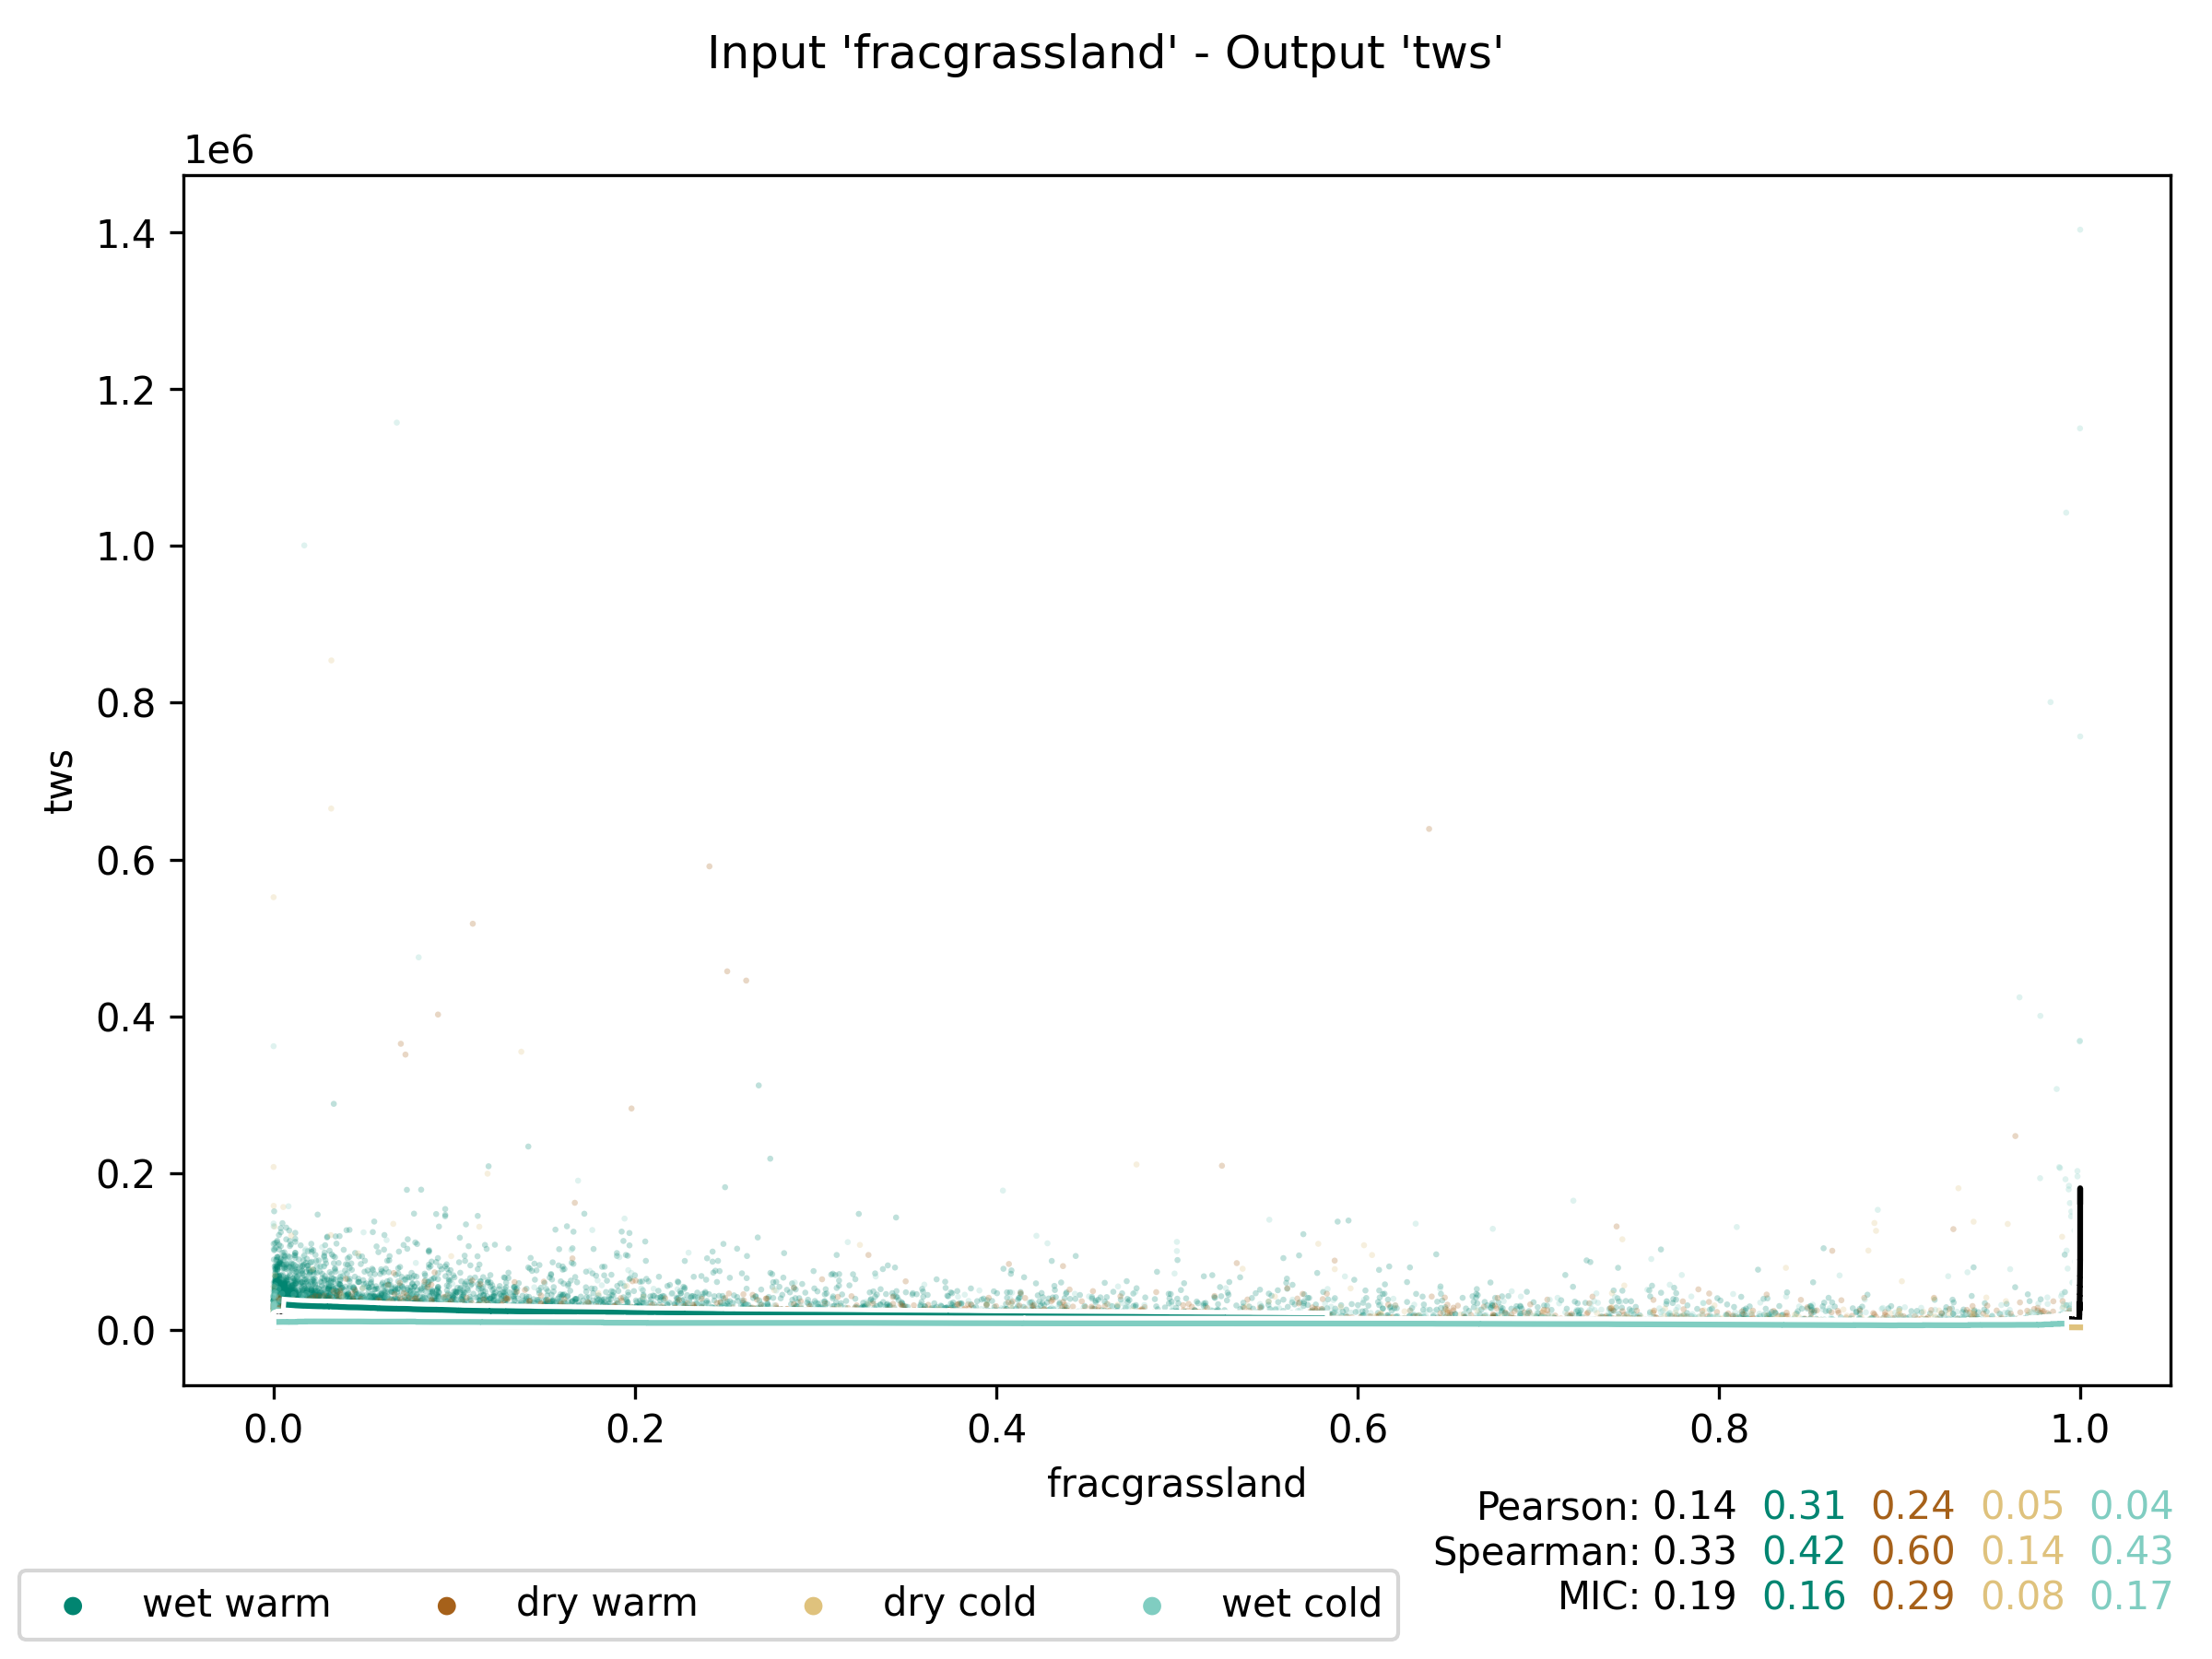 Input 'fracgrassland' - Output 'tws'
1e6
1.4
1.2
1.0
0.8
0.6
0.4
0.2
0.0
tws
0.0 0.2 0.4 0.6 0.8 1.0
fracgrassland
Pearson: 0.14 0.31 0.24 0.05 0.04
Spearman: 0.33 0.42 0.60 0.14 0.43
MIC: 0.19 0.16 0.29 0.08 0.17
wet warm dry warm dry cold wet cold